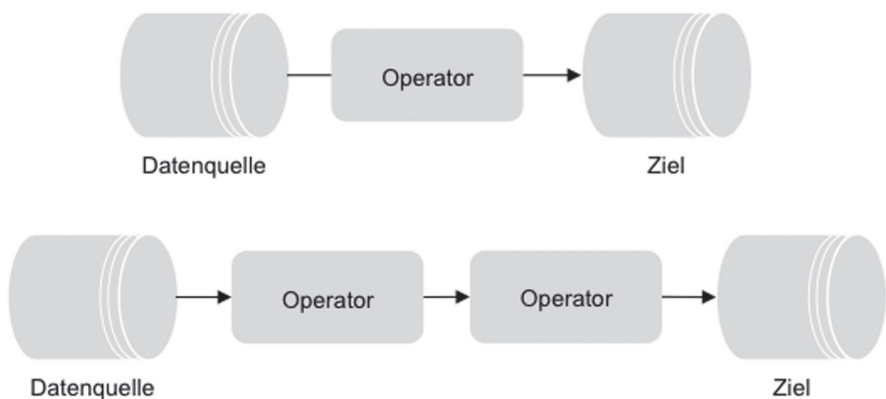 Operator
Datenquelle
Ziel
Operator
Operator
Datenquelle
Ziel